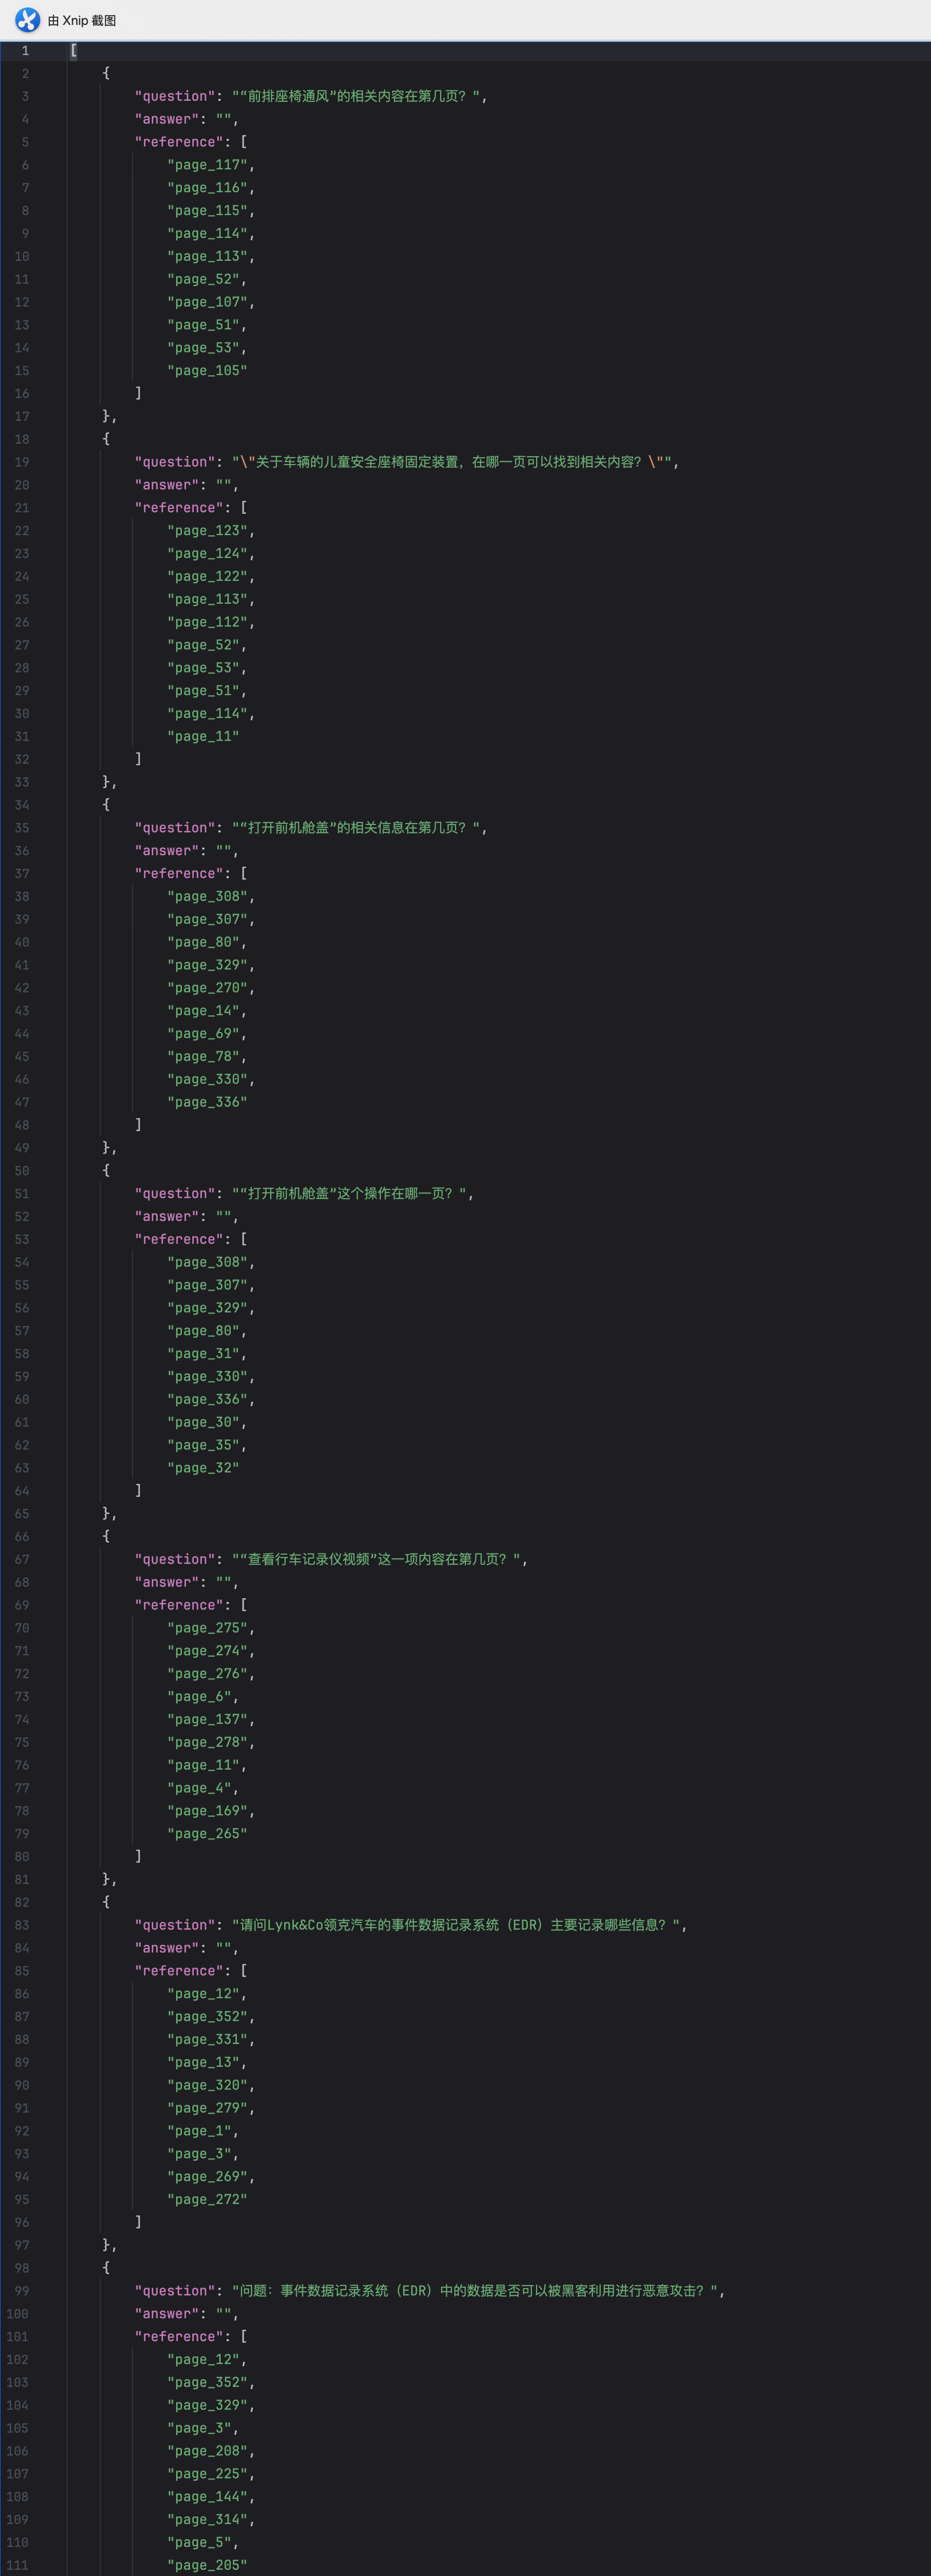 由 Xnip 截图
1 [
2 {
3 "question": "“前排座椅通风”的相关内容在第几页？",
4 "answer": "",
5 "reference": [
6 "page_117",
7 "page_116",
8 "page_115",
9 "page_114",
10 "page_113",
11 "page_52",
12 "page_107",
13 "page_51",
14 "page_53",
15 "page_105"
16 ]
17 },
18 {
19 "question": "\"关于车辆的儿童安全座椅固定装置，在哪一页可以找到相关内容？\"",
20 "answer": "",
21 "reference": [
22 "page_123",
23 "page_124",
24 "page_122",
25 "page_113",
26 "page_112",
27 "page_52",
28 "page_53",
29 "page_51",
30 "page_114",
31 "page_11"
32 ]
33 },
34 {
35 "question": "“打开前机舱盖”的相关信息在第几页？",
36 "answer": "",
37 "reference": [
38 "page_308",
39 "page_307",
40 "page_80",
41 "page_329",
42 "page_270",
43 "page_14",
44 "page_69",
45 "page_78",
46 "page_330",
47 "page_336"
48 ]
49 },
50 {
51 "question": "“打开前机舱盖”这个操作在哪一页？",
52 "answer": "",
53 "reference": [
54 "page_308",
55 "page_307",
56 "page_329",
57 "page_80",
58 "page_31",
59 "page_330",
60 "page_336",
61 "page_30",
62 "page_35",
63 "page_32"
64 ]
65 },
66 {
67 "question": "“查看行车记录仪视频”这一项内容在第几页？",
68 "answer": "",
69 "reference": [
70 "page_275",
71 "page_274",
72 "page_276",
73 "page_6",
74 "page_137",
75 "page_278",
76 "page_11",
77 "page_4",
78 "page_169",
79 "page_265"
80 ]
81 },
82 {
83 "question": "请问Lynk&Co领克汽车的事件数据记录系统（EDR）主要记录哪些信息？",
84 "answer": "",
85 "reference": [
86 "page_12",
87 "page_352",
88 "page_331",
89 "page_13",
90 "page_320",
91 "page_279",
92 "page_1",
93 "page_3",
94 "page_269",
95 "page_272"
96 ]
97 },
98 {
99 "question": "问题：事件数据记录系统（EDR）中的数据是否可以被黑客利用进行恶意攻击？",
100 "answer": "",
101 "reference": [
102 "page_12",
103 "page_352",
104 "page_329",
105 "page_3",
106 "page_208",
107 "page_225",
108 "page_144",
109 "page_314",
110 "page_5",
111 "page_205"